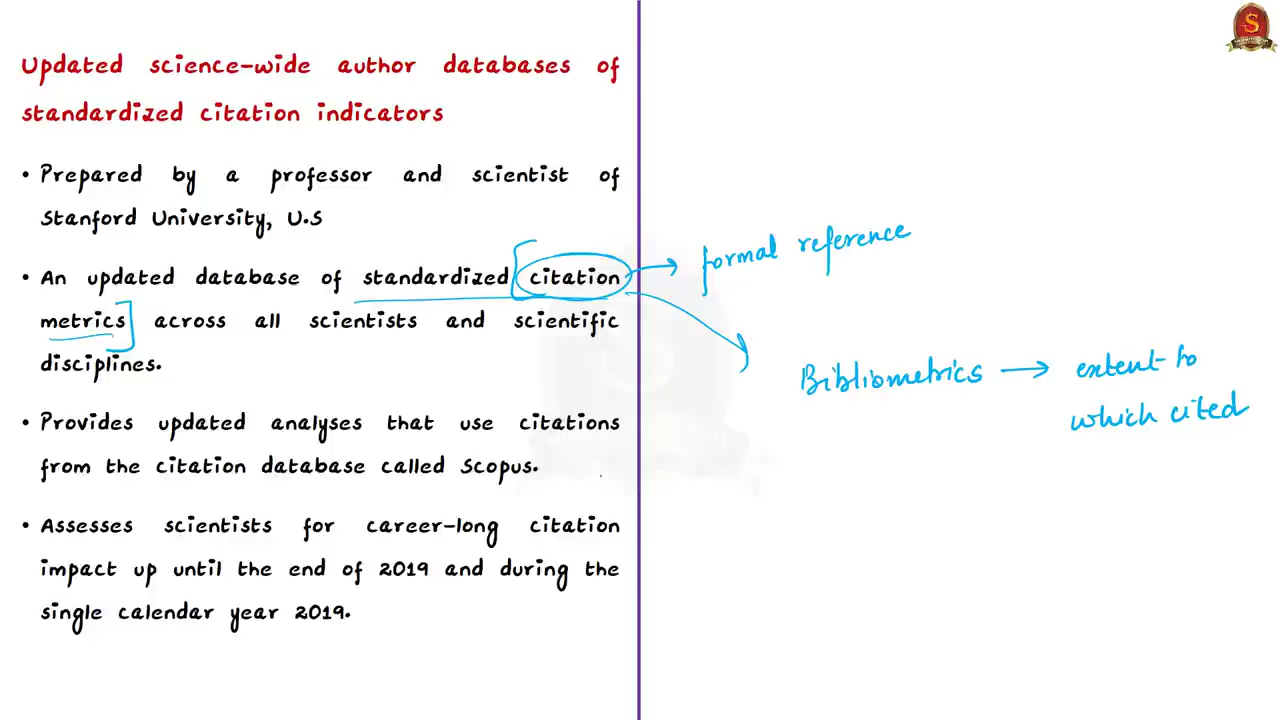 Updated science-wide author databases of
standardized citation indicators
• Prepared by a professor and scientist of
Stanford University, U.S
• An updated database of standardized citation
metrics across all scientists and scientific
disciplines.
• Provides updated analyses that use citations
from the citation database called Scopus.
• Assesses scientists for career-long citation
impact up until the end of 2019 and during the
single calendar year 2019.
formal reference
Bibliometrics → extent to
which cited
S